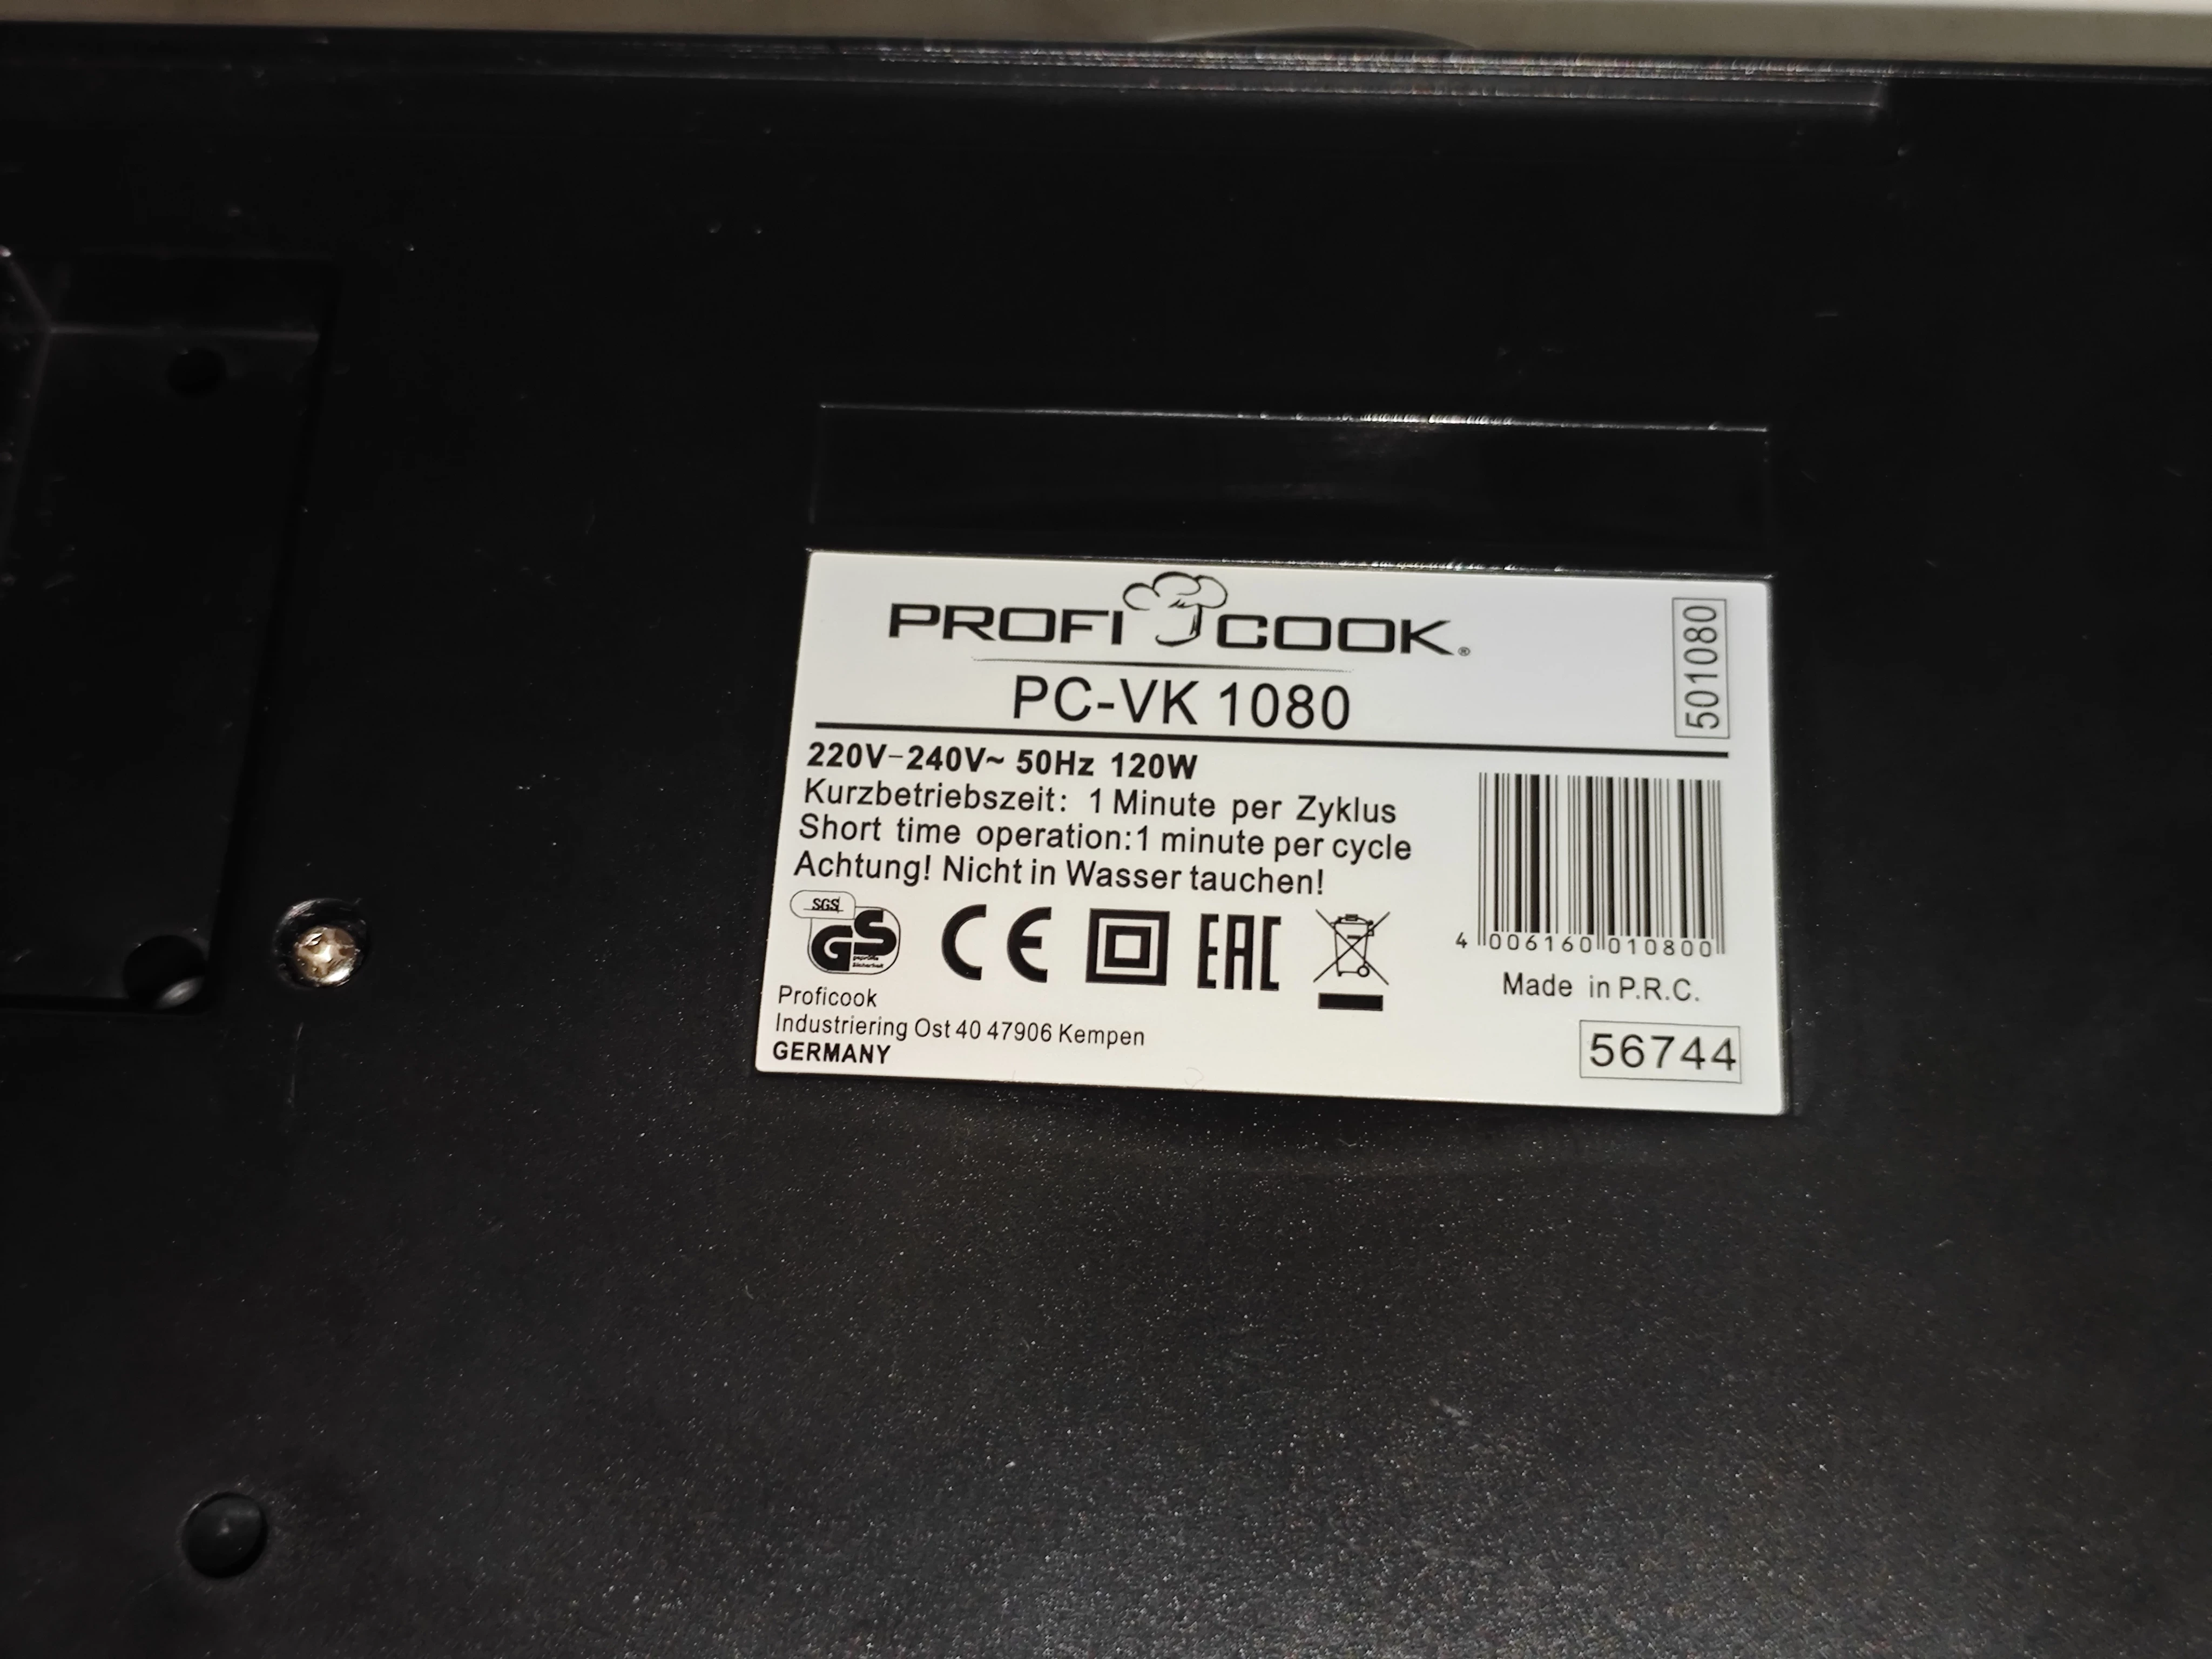 PROFI COOK®
501080
PC-VK 1080
220V-240V~ 50Hz 120W
Kurzbetriebszeit: 1 Minute per Zyklus
Short time operation:1 minute per cycle
Achtung! Nicht in Wasser tauchen!
SGS
GS
geprüfte
Sicherheit
CE
EAC
4 006160 010800
Made in P.R.C.
Proficook
Industriering Ost 40 47906 Kempen
GERMANY
56744